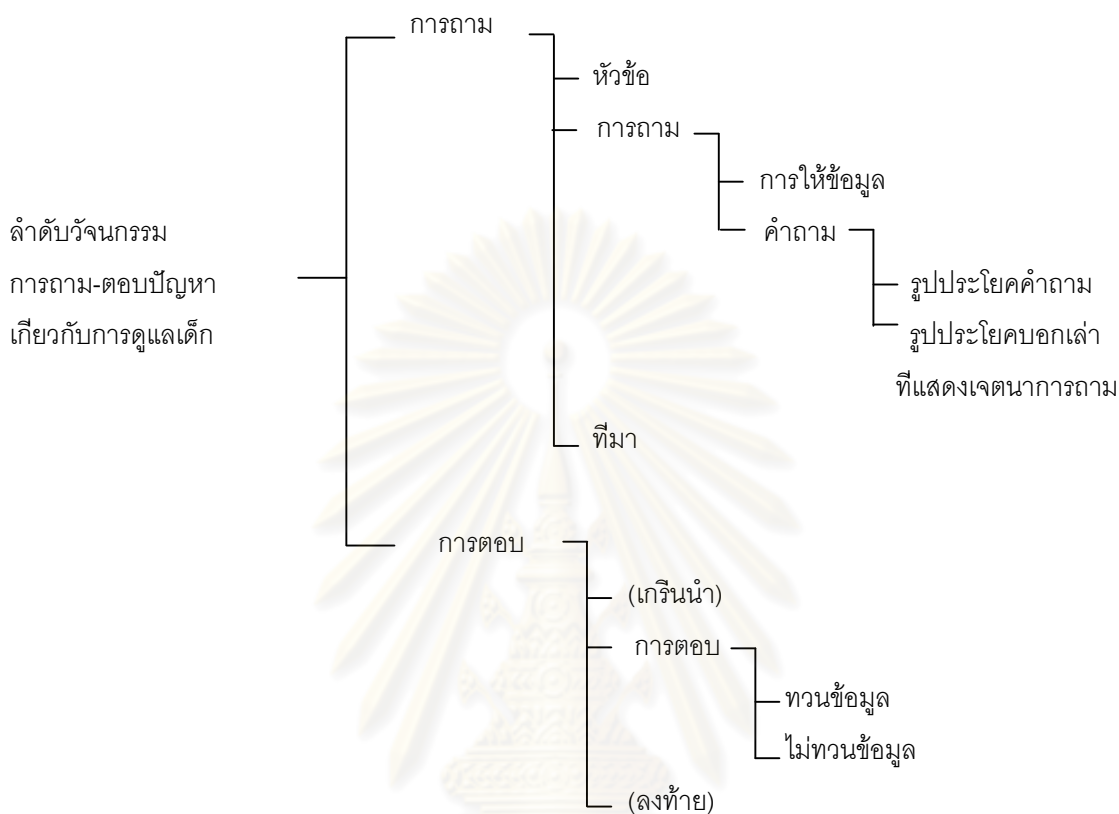 การถาม
หัวข้อ
การถาม
การให้ข้อมูล
คำถาม
รูปประโยคคำถาม
รูปประโยคบอกเล่า
ที่แสดงเจตนาการถาม
ที่มา
ลำดับวัจนกรรม
การถาม-ตอบปัญหา
เกี่ยวกับการดูแลเด็ก
การตอบ
(เกริ่นนำ)
การตอบ
ทวนข้อมูล
ไม่ทวนข้อมูล
(ลงท้าย)